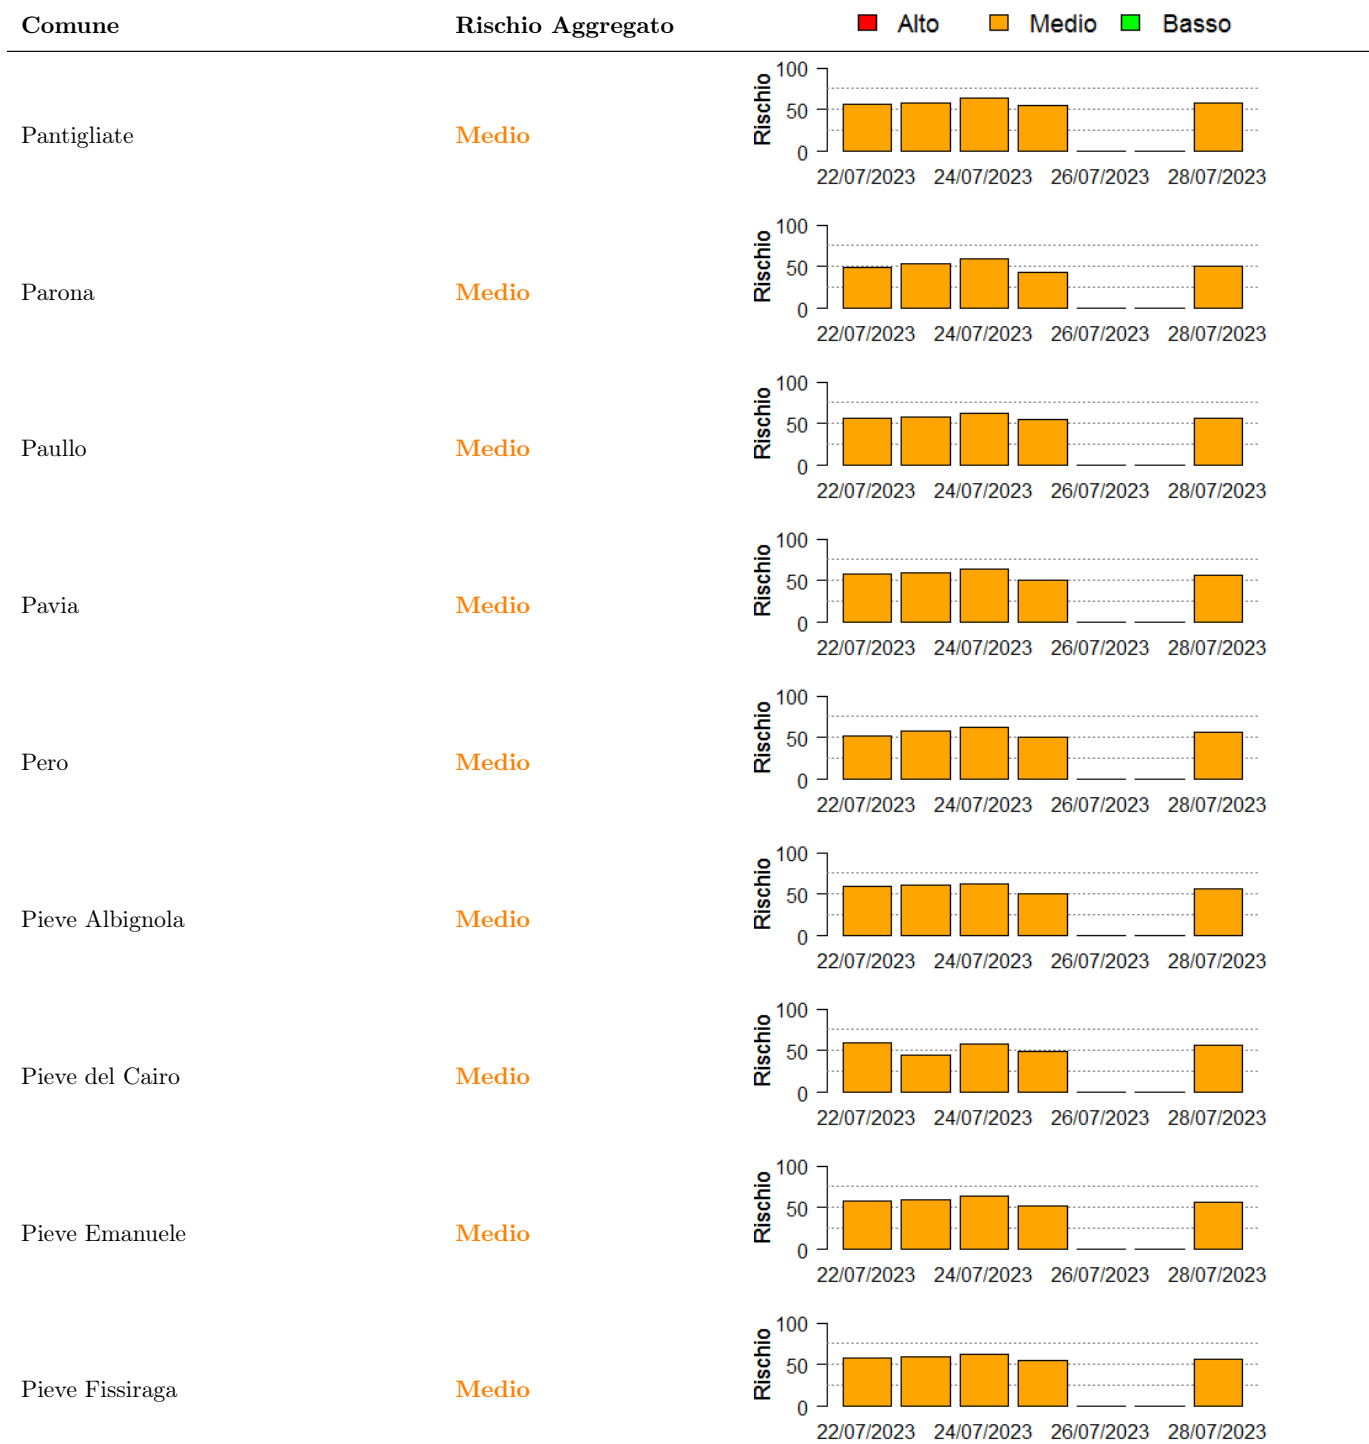 Comune Rischio Aggregato Alto Medio Basso
100
50
0
Rischio
Pantigliate Medio
22/07/2023 24/07/2023 26/07/2023 28/07/2023
100
50
0
Rischio
Parona Medio
22/07/2023 24/07/2023 26/07/2023 28/07/2023
100
50
0
Rischio
Paullo Medio
22/07/2023 24/07/2023 26/07/2023 28/07/2023
100
50
0
Rischio
Pavia Medio
22/07/2023 24/07/2023 26/07/2023 28/07/2023
100
50
0
Rischio
Pero Medio
22/07/2023 24/07/2023 26/07/2023 28/07/2023
100
50
0
Rischio
Pieve Albignola Medio
22/07/2023 24/07/2023 26/07/2023 28/07/2023
100
50
0
Rischio
Pieve del Cairo Medio
22/07/2023 24/07/2023 26/07/2023 28/07/2023
100
50
0
Rischio
Pieve Emanuele Medio
22/07/2023 24/07/2023 26/07/2023 28/07/2023
100
50
0
Rischio
Pieve Fissiraga Medio
22/07/2023 24/07/2023 26/07/2023 28/07/2023